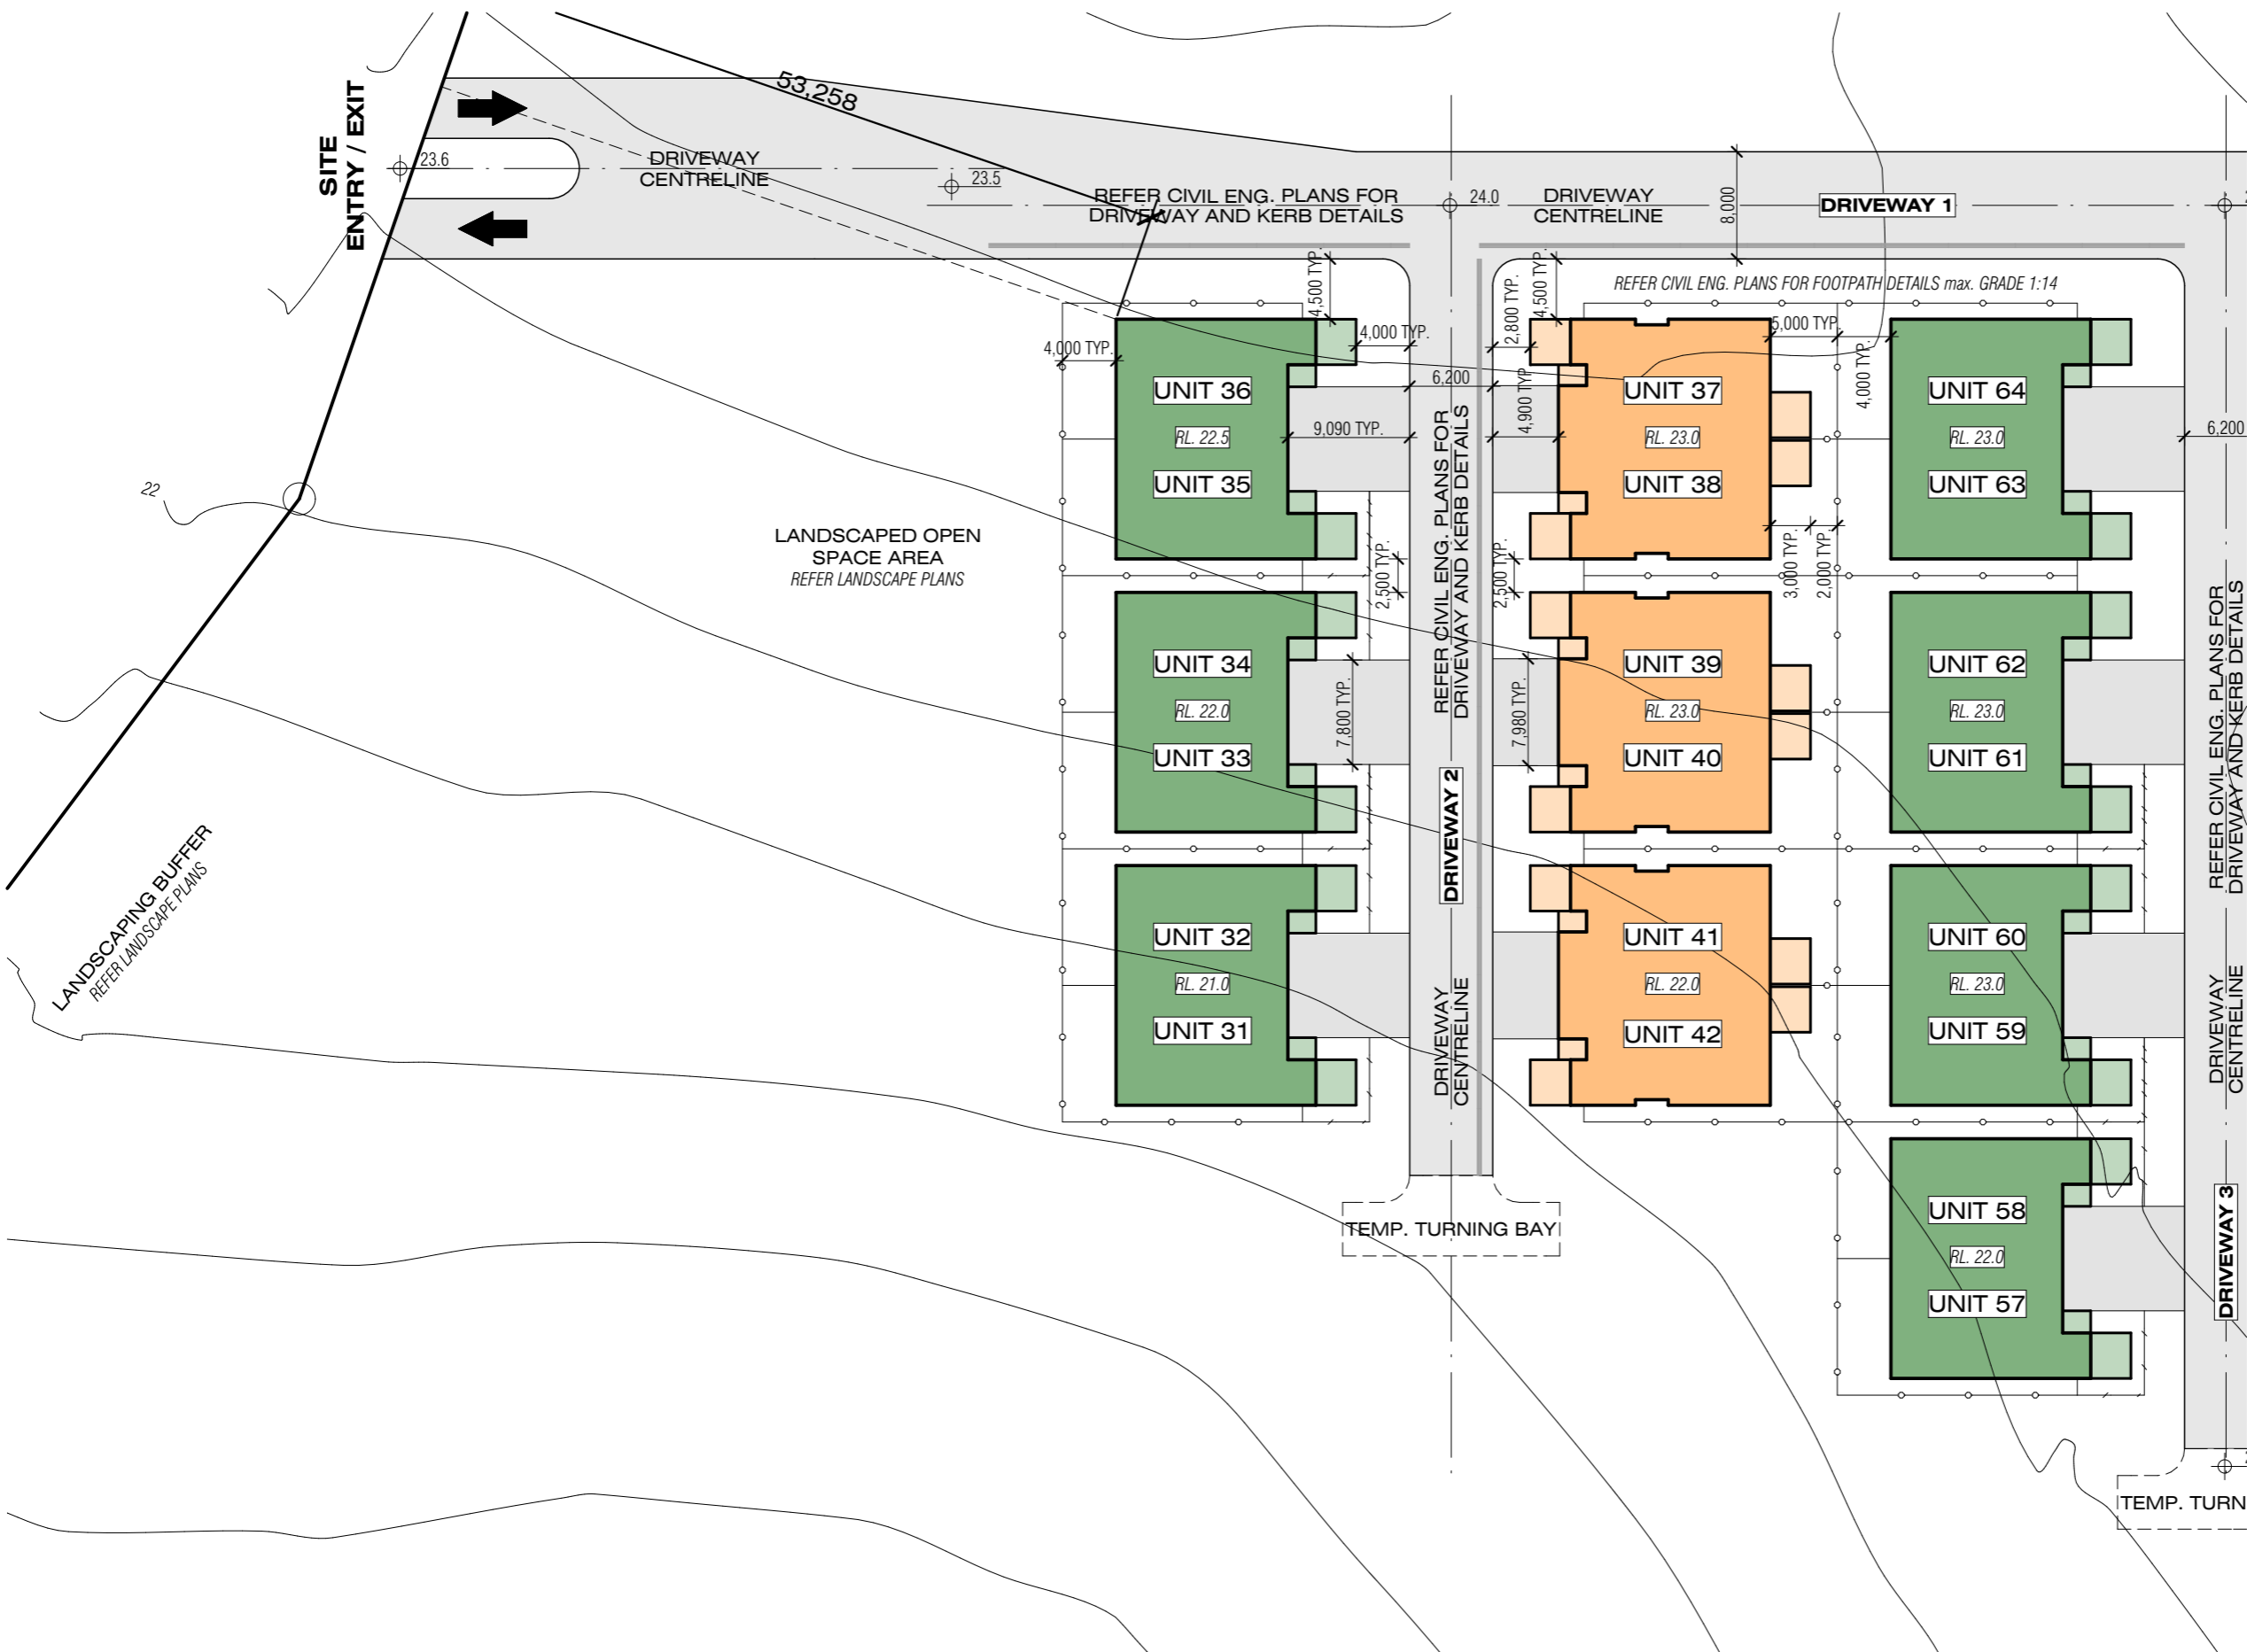 SITE
ENTRY / EXIT
23.6
DRIVEWAY
CENTRELINE
53,258
23.5
REFER CIVIL ENG. PLANS FOR
DRIVEWAY AND KERB DETAILS
24.0
DRIVEWAY
CENTRELINE
8,000
DRIVEWAY 1
REFER CIVIL ENG. PLANS FOR FOOTPATH DETAILS max. GRADE 1:14
4,500 TYP.
4,000 TYP.
4,000 TYP.
2,800 TYP.
4,500 TYP.
5,000 TYP.
4,000 TYP.
6,200
4,900 TYP.
9,090 TYP.
6,200
UNIT 36
RL. 22.5
UNIT 35
UNIT 37
RL. 23.0
UNIT 38
UNIT 64
RL. 23.0
UNIT 63
22
LANDSCAPED OPEN
SPACE AREA
REFER LANDSCAPE PLANS
2,500 TYP.
2,500 TYP.
3,000 TYP.
2,000 TYP.
REFER CIVIL ENG. PLANS FOR
DRIVEWAY AND KERB DETAILS
UNIT 34
RL. 22.0
UNIT 33
7,800 TYP.
7,980 TYP.
UNIT 39
RL. 23.0
UNIT 40
UNIT 62
RL. 23.0
UNIT 61
REFER CIVIL ENG. PLANS FOR
DRIVEWAY AND KERB DETAILS
DRIVEWAY 2
LANDSCAPING BUFFER
REFER LANDSCAPE PLANS
UNIT 32
RL. 21.0
UNIT 31
DRIVEWAY
CENTRELINE
UNIT 41
RL. 22.0
UNIT 42
UNIT 60
RL. 23.0
UNIT 59
DRIVEWAY
CENTRELINE
TEMP. TURNING BAY
UNIT 58
RL. 22.0
UNIT 57
DRIVEWAY 3
TEMP. TURN